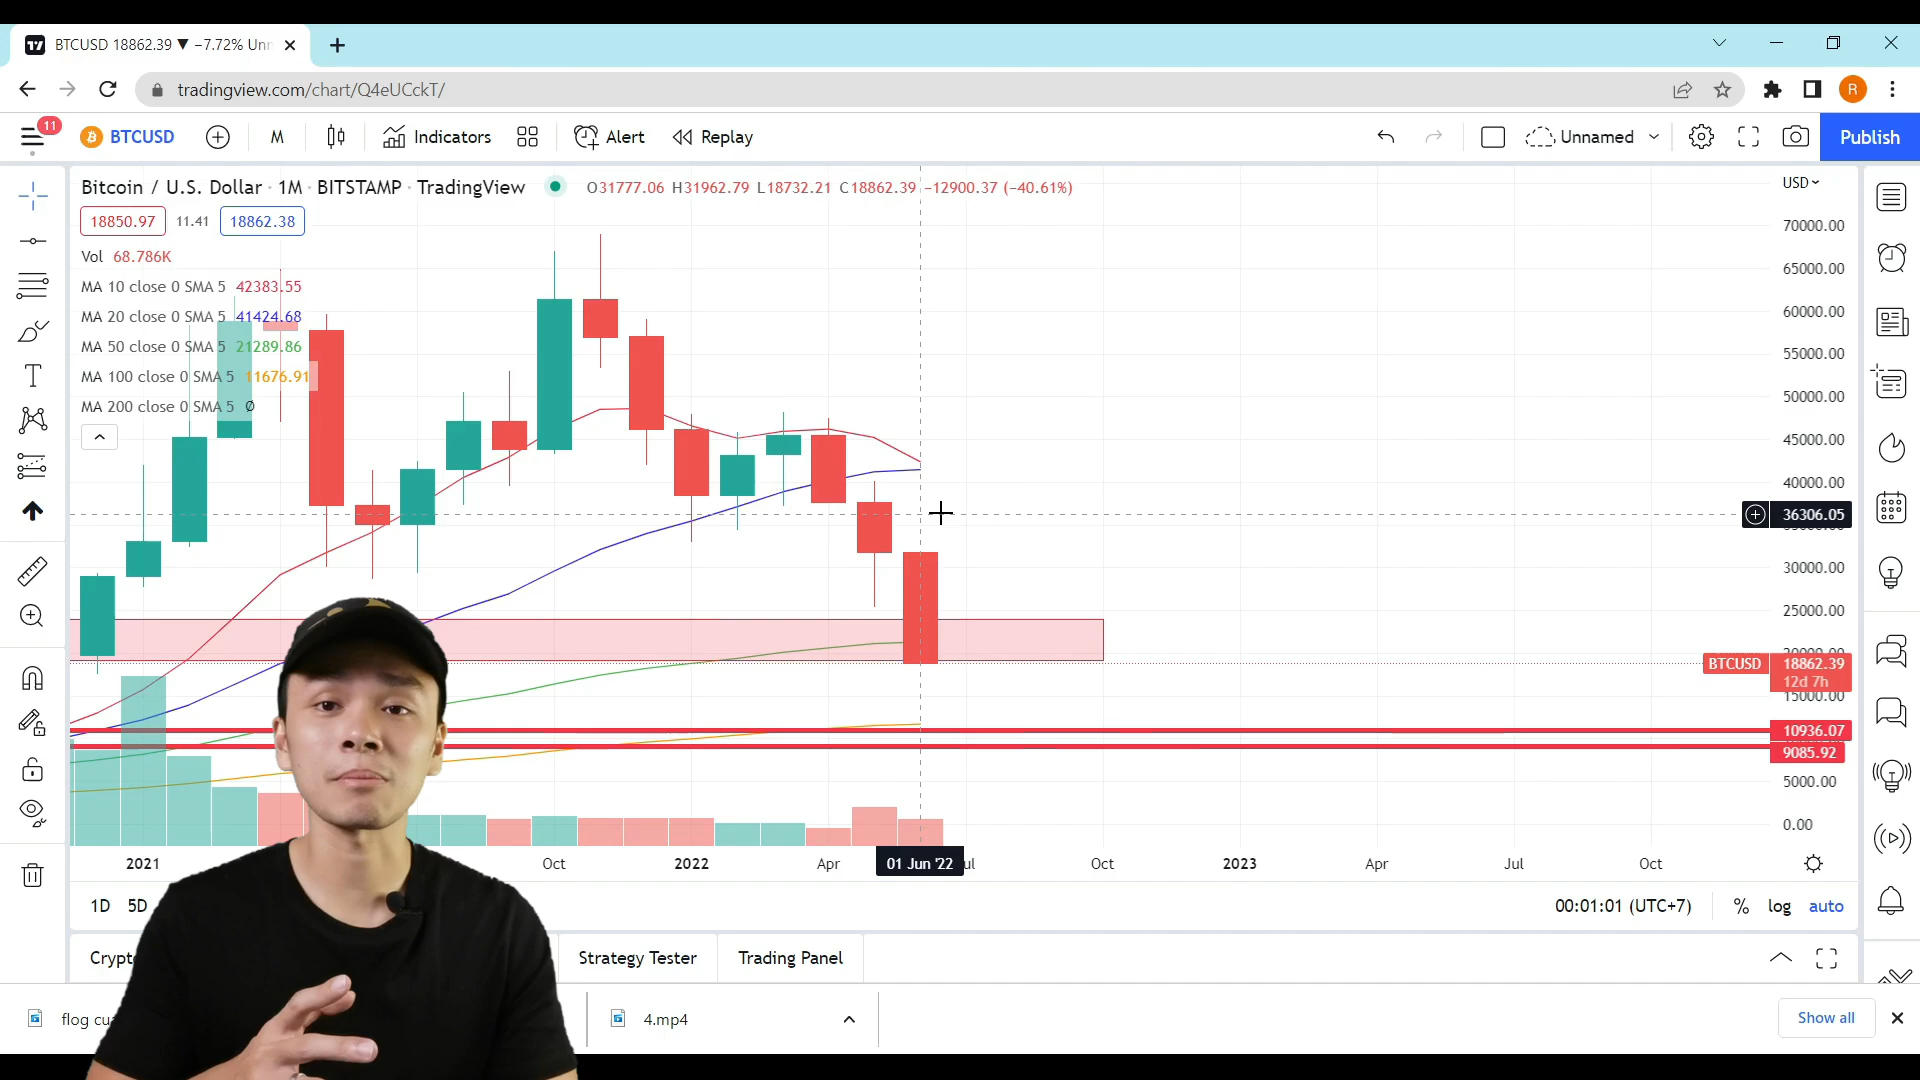 BTCUSD 18862.39 ▼ −7.72% Unn
tradingview.com/chart/Q4eUCckT/
R
11
BTCUSD
M
Indicators
Alert
Replay
Unnamed
Publish
Bitcoin / U.S. Dollar · 1M · BITSTAMP · TradingView
O31777.06 H31962.79 L18732.21 C18862.39 −12900.37 (−40.61%)
USD
18850.97 11.41 18862.38
Vol 68.786K
MA 10 close 0 SMA 5 42383.55
MA 20 close 0 SMA 5 41424.68
MA 50 close 0 SMA 5 21289.86
MA 100 close 0 SMA 5 11676.91
MA 200 close 0 SMA 5 Ø
70000.00
65000.00
60000.00
55000.00
50000.00
45000.00
40000.00
36306.05
30000.00
25000.00
BTCUSD 18862.39
12d 7h
15000.00
10936.07
9085.92
5000.00
0.00
2021 Oct 2022 Apr 01 Jun '22 ul Oct 2023 Apr Jul Oct
1D 5D
00:01:01 (UTC+7) % log auto
Crypt
Strategy Tester
Trading Panel
flog cu
4.mp4
Show all